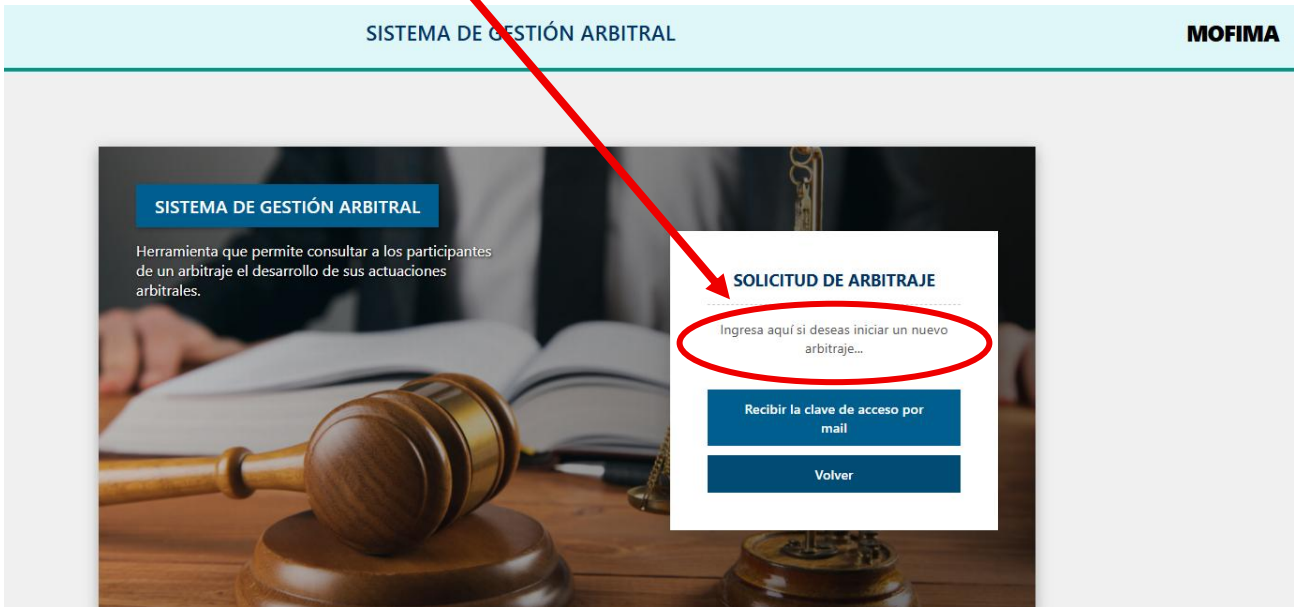 SISTEMA DE GESTIÓN ARBITRAL
MOFIMA
SISTEMA DE GESTIÓN ARBITRAL
Herramienta que permite consultar a los participantes
de un arbitraje el desarrollo de sus actuaciones
arbitrales.
SOLICITUD DE ARBITRAJE
Ingresa aquí si deseas iniciar un nuevo
arbitraje...
Recibir la clave de acceso por
mail
Volver